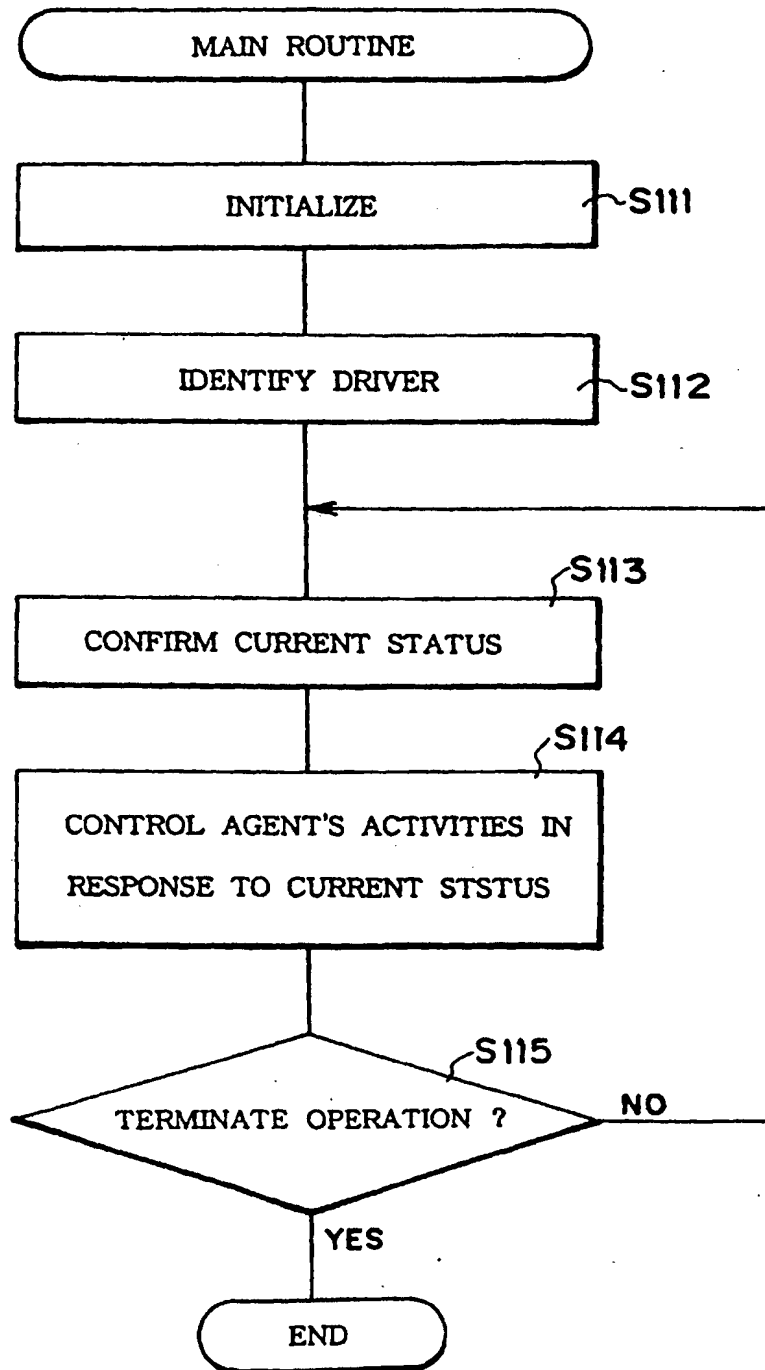 MAIN ROUTINE
INITIALIZE
S111
IDENTIFY DRIVER
S112
S113
CONFIRM CURRENT STATUS
S114
CONTROL AGENT'S ACTIVITIES IN
RESPONSE TO CURRENT STSTUS
S115
TERMINATE OPERATION ?
NO
YES
END